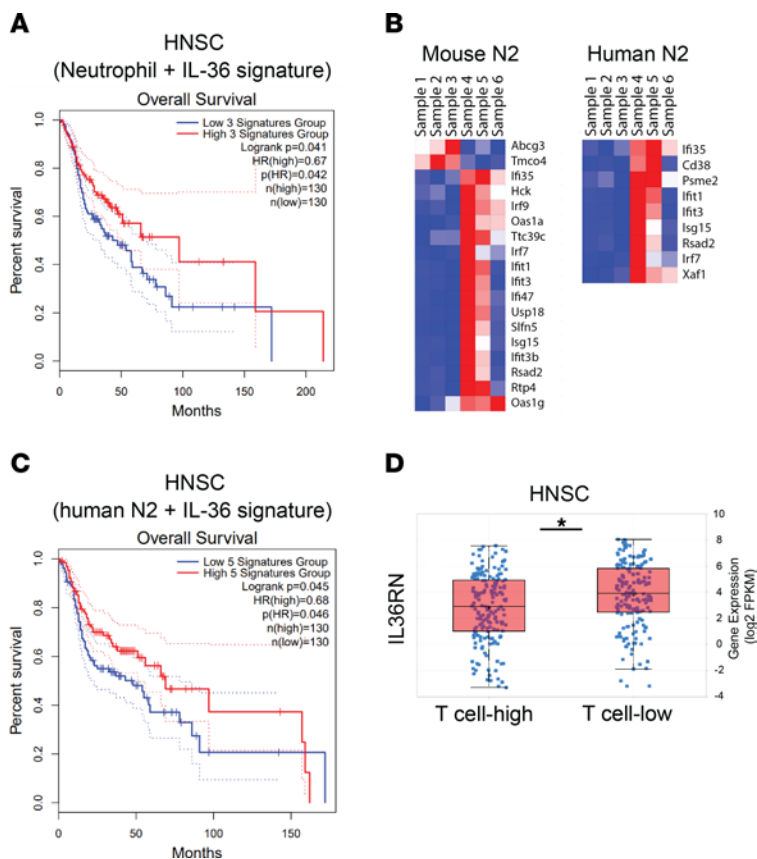 A
HNSC
(Neutrophil + IL-36 signature)
Overall Survival
Low 3 Signatures Group
High 3 Signatures Group
Logrank p=0.041
HR(high)=0.67
p(HR)=0.042
n(high)=130
n(low)=130
Percent survival
1.0
0.8
0.6
0.4
0.2
0.0
0 50 100 150 200
Months
B
Mouse N2
Sample 1
Sample 2
Sample 3
Sample 4
Sample 5
Sample 6
Abcg3
Tmco4
Ifi35
Hck
Irf9
Oas1a
Ttc39c
Irf7
Ifit1
Ifit3
Ifi47
Usp18
Slfn5
Isg15
Ifit3b
Rsad2
Rtp4
Oas1g
Human N2
Sample 1
Sample 2
Sample 3
Sample 4
Sample 5
Sample 6
Ifi35
Cd38
Psme2
Ifit1
Ifit3
Isg15
Rsad2
Irf7
Xaf1
C
HNSC
(human N2 + IL-36 signature)
Overall Survival
Low 5 Signatures Group
High 5 Signatures Group
Logrank p=0.045
HR(high)=0.68
p(HR)=0.046
n(high)=130
n(low)=130
Percent survival
1.0
0.8
0.6
0.4
0.2
0.0
0 50 100 150
Months
D
HNSC
*
IL36RN
10
8
6
4
2
0
-2
-4
Gene Expression
(log2 FPKM)
T cell-high T cell-low